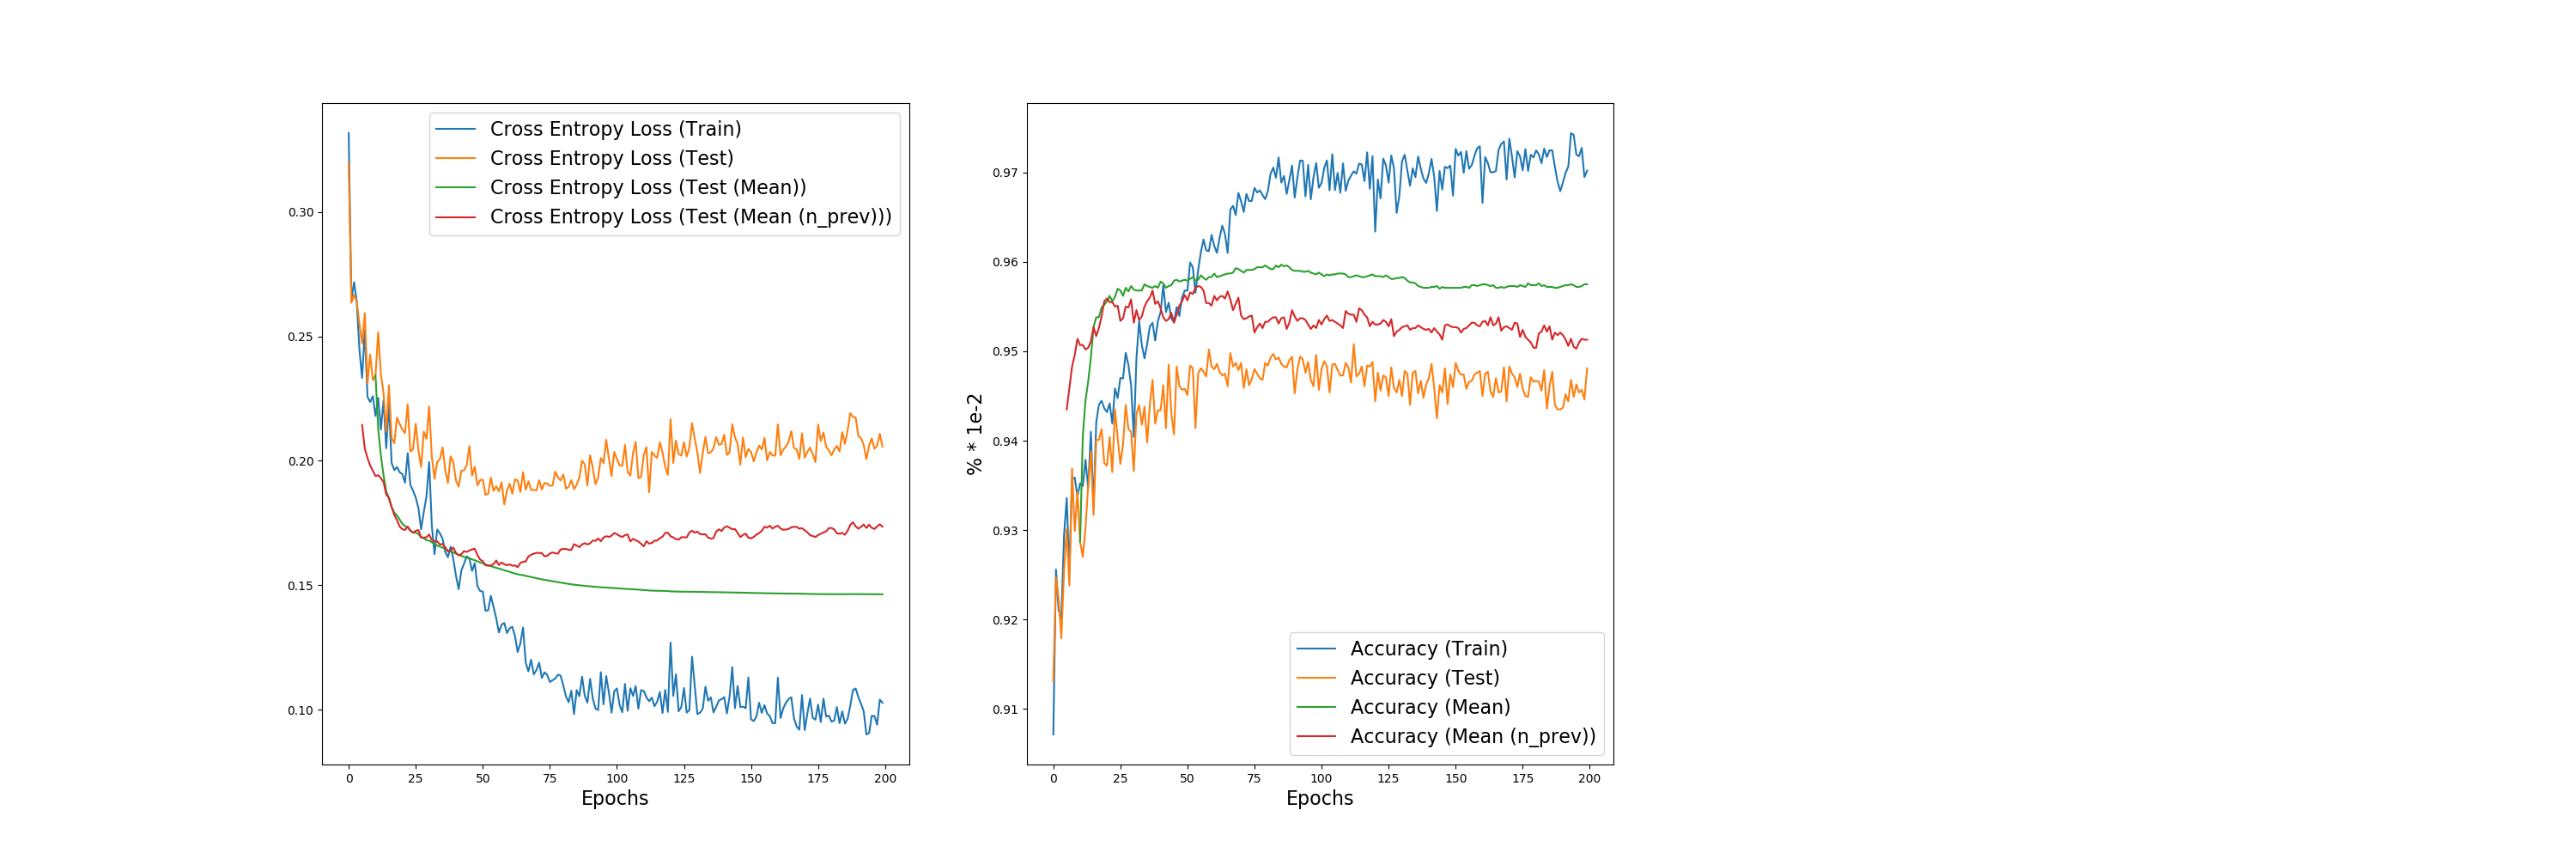 Cross Entropy Loss (Train)
Cross Entropy Loss (Test)
Cross Entropy Loss (Test (Mean))
Cross Entropy Loss (Test (Mean (n_prev)))
0.30
0.25
0.20
0.15
0.10
0 25 50 75 100 125 150 175 200
Epochs
% * 1e-2
0.97
0.96
0.95
0.94
0.93
0.92
0.91
Accuracy (Train)
Accuracy (Test)
Accuracy (Mean)
Accuracy (Mean (n_prev))
0 25 50 75 100 125 150 175 200
Epochs